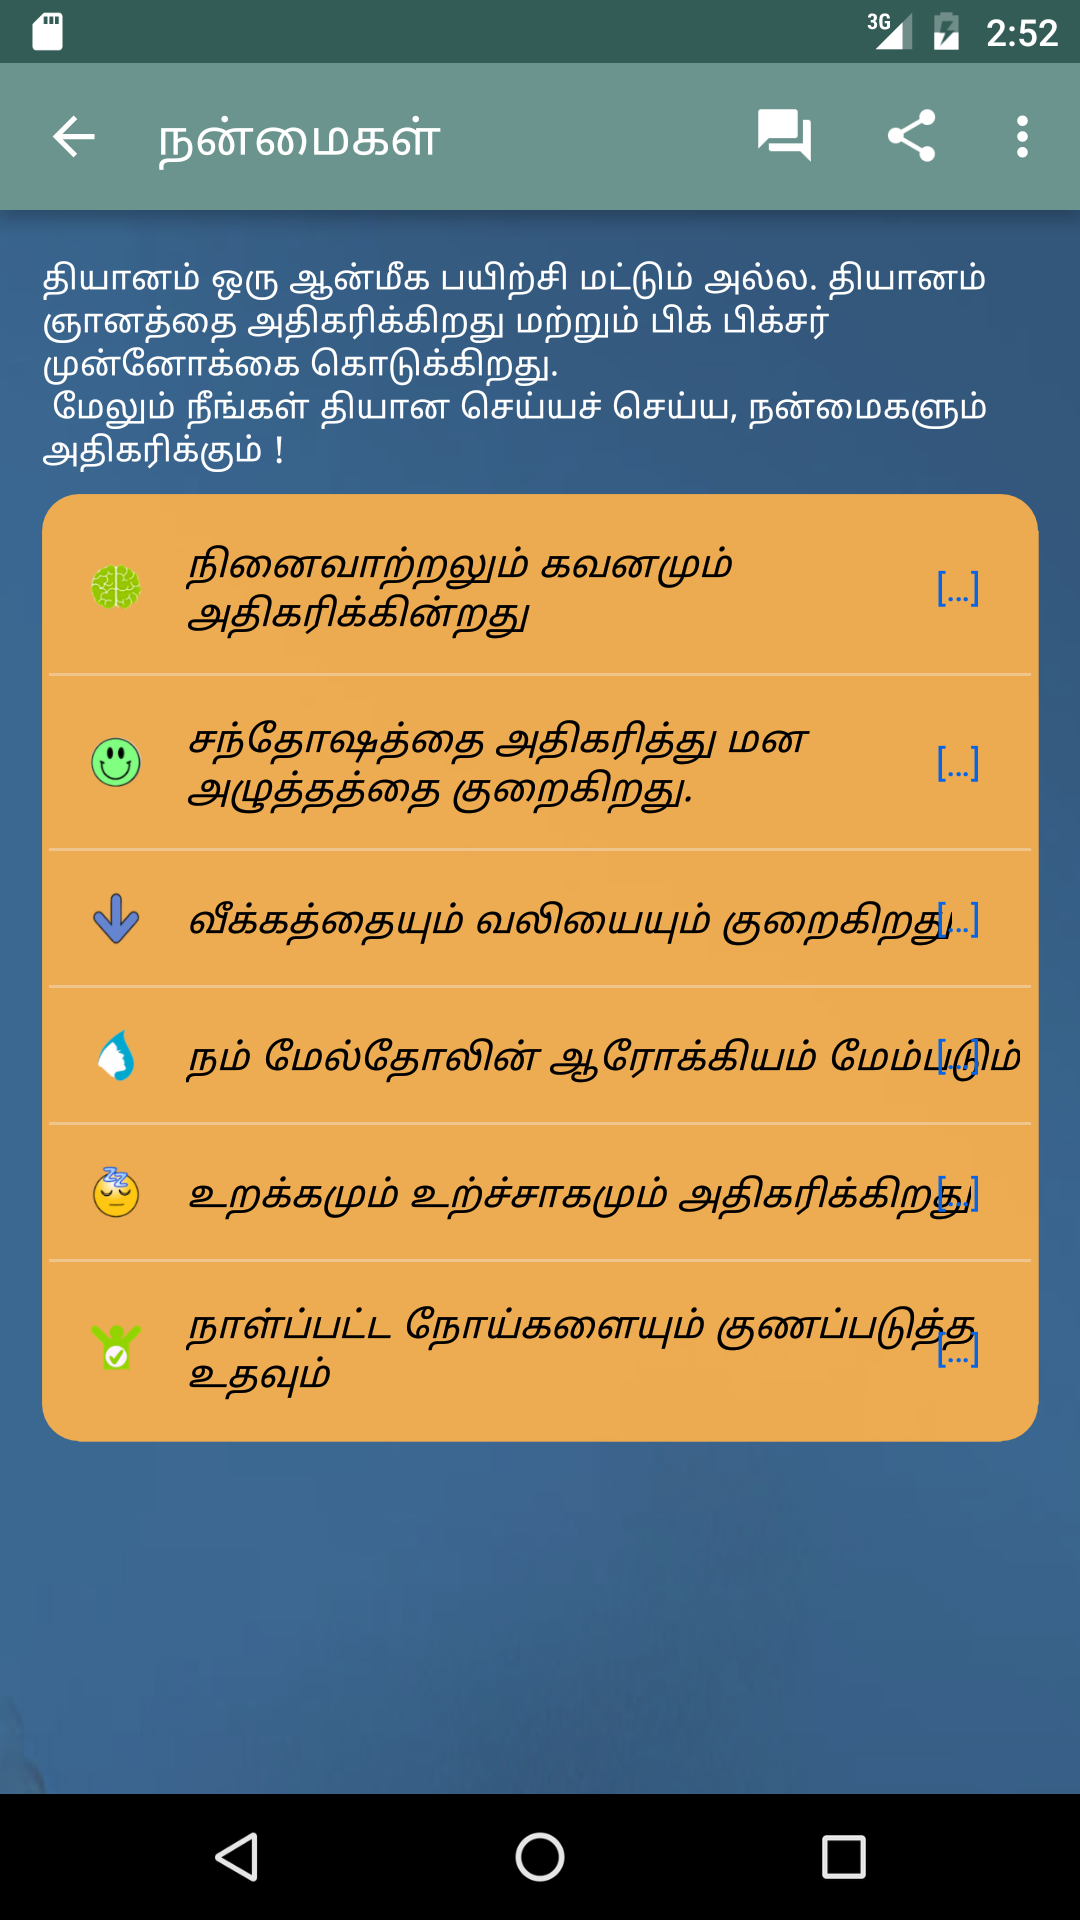 3G 2:52
நன்மைகள்
தியானம் ஒரு ஆன்மீக பயிற்சி மட்டும் அல்ல. தியானம்
ஞானத்தை அதிகரிக்கிறது மற்றும் பிக் பிக்சர்
முன்னோக்கை கொடுக்கிறது.
மேலும் நீங்கள் தியான செய்யச் செய்ய, நன்மைகளும்
அதிகரிக்கும் !
நினைவாற்றலும் கவனமும்
அதிகரிக்கின்றது
[...]
சந்தோஷத்தை அதிகரித்து மன
அழுத்தத்தை குறைகிறது.
[...]
வீக்கத்தையும் வலியையும் குறைகிறது
[...]
நம் மேல்தோலின் ஆரோக்கியம் மேம்படும்
[...]
உறக்கமும் உற்ச்சாகமும் அதிகரிக்கிறது
[...]
நாள்ப்பட்ட நோய்களையும் குணப்படுத்த
உதவும்
[...]